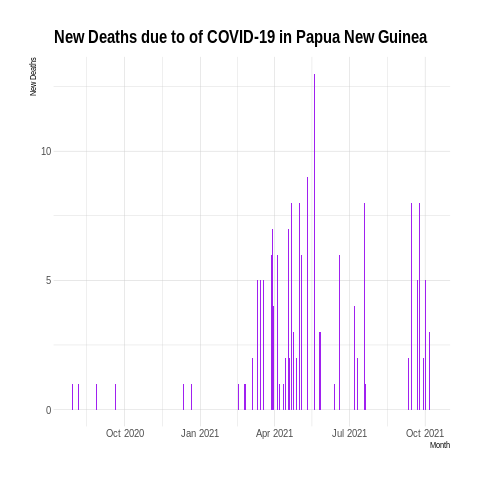 New Deaths due to of COVID-19 in Papua New Guinea
New Deaths
10
5
0
Oct 2020 Jan 2021 Apr 2021 Jul 2021 Oct 2021
Month